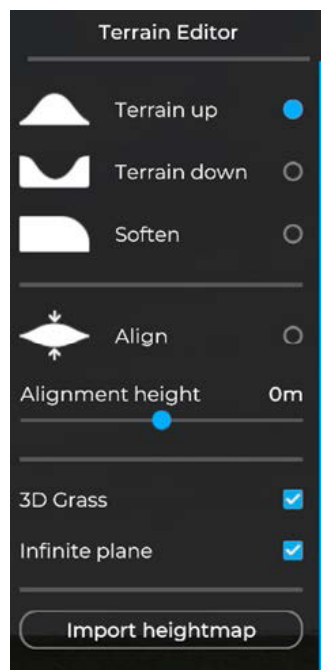 Terrain Editor
Terrain up
Terrain down
Soften
Align
Alignment height 0m
3D Grass
Infinite plane
Import heightmap